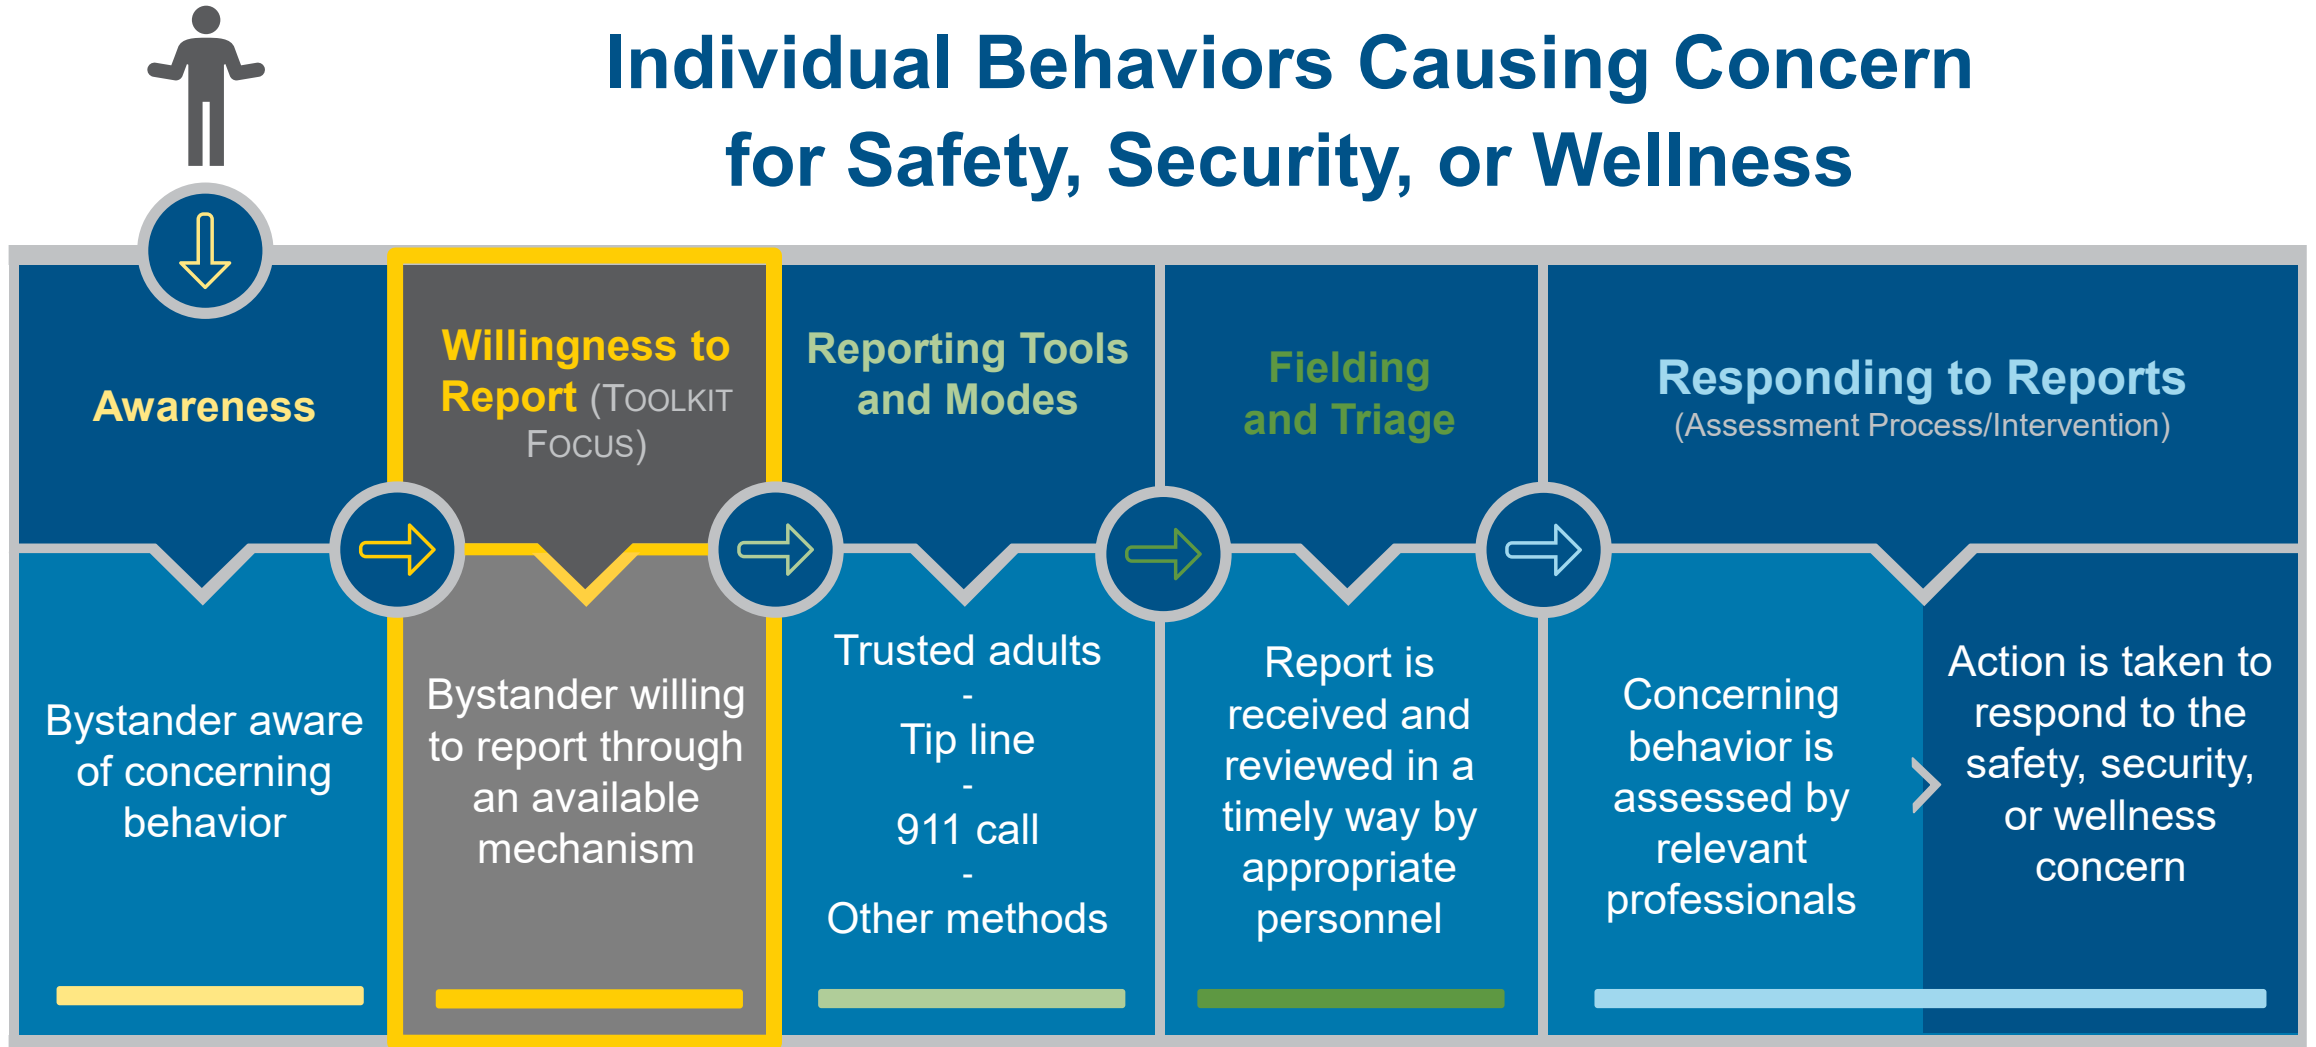 Individual Behaviors Causing Concern
for Safety, Security, or Wellness
Awareness
Bystander aware
of concerning
behavior
Willingness to
Report (TOOLKIT
FOCUS)
Bystander willing
to report through
an available
mechanism
Reporting Tools
and Modes
Trusted adults
-
Tip line
-
911 call
-
Other methods
Fielding
and Triage
Report is
received and
reviewed in a
timely way by
appropriate
personnel
Responding to Reports
(Assessment Process/Intervention)
Concerning
behavior is
assessed by
relevant
professionals
Action is taken to
respond to the
safety, security,
or wellness
concern